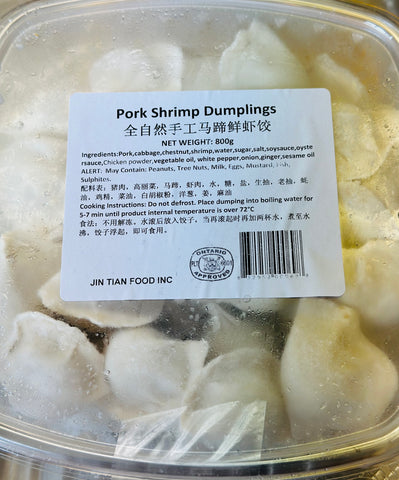 Pork Shrimp Dumplings
全自然手工马蹄鲜虾饺
NET WEIGHT: 800g
Ingredients:Pork,cabbage,chestnut,shrimp,water,sugar,salt,soysauce,oyste
rsauce,Chicken powder,vegetable oil, white pepper,onion,ginger,sesame oil
ALERT: May Contain: Peanuts, Tree Nuts, Milk, Eggs, Mustard, Fish,
Sulphites.
配料表: 猪肉, 高丽菜, 马蹄, 虾肉, 水, 糖, 盐, 生抽, 老抽, 蚝
油, 鸡精, 菜油, 白胡椒粉, 洋葱, 姜, 麻油
Cooking Instructions: Do not defrost. Place dumping into boiling water for
5-7 min until product internal temperature is over 72°C
食法: 不用解冻, 水滚后放入饺子, 当再滚起时再加两杯水, 煮至水
沸, 饺子浮起, 即可食用.
ONTARIO
APPROVED
JIN TIAN FOOD INC